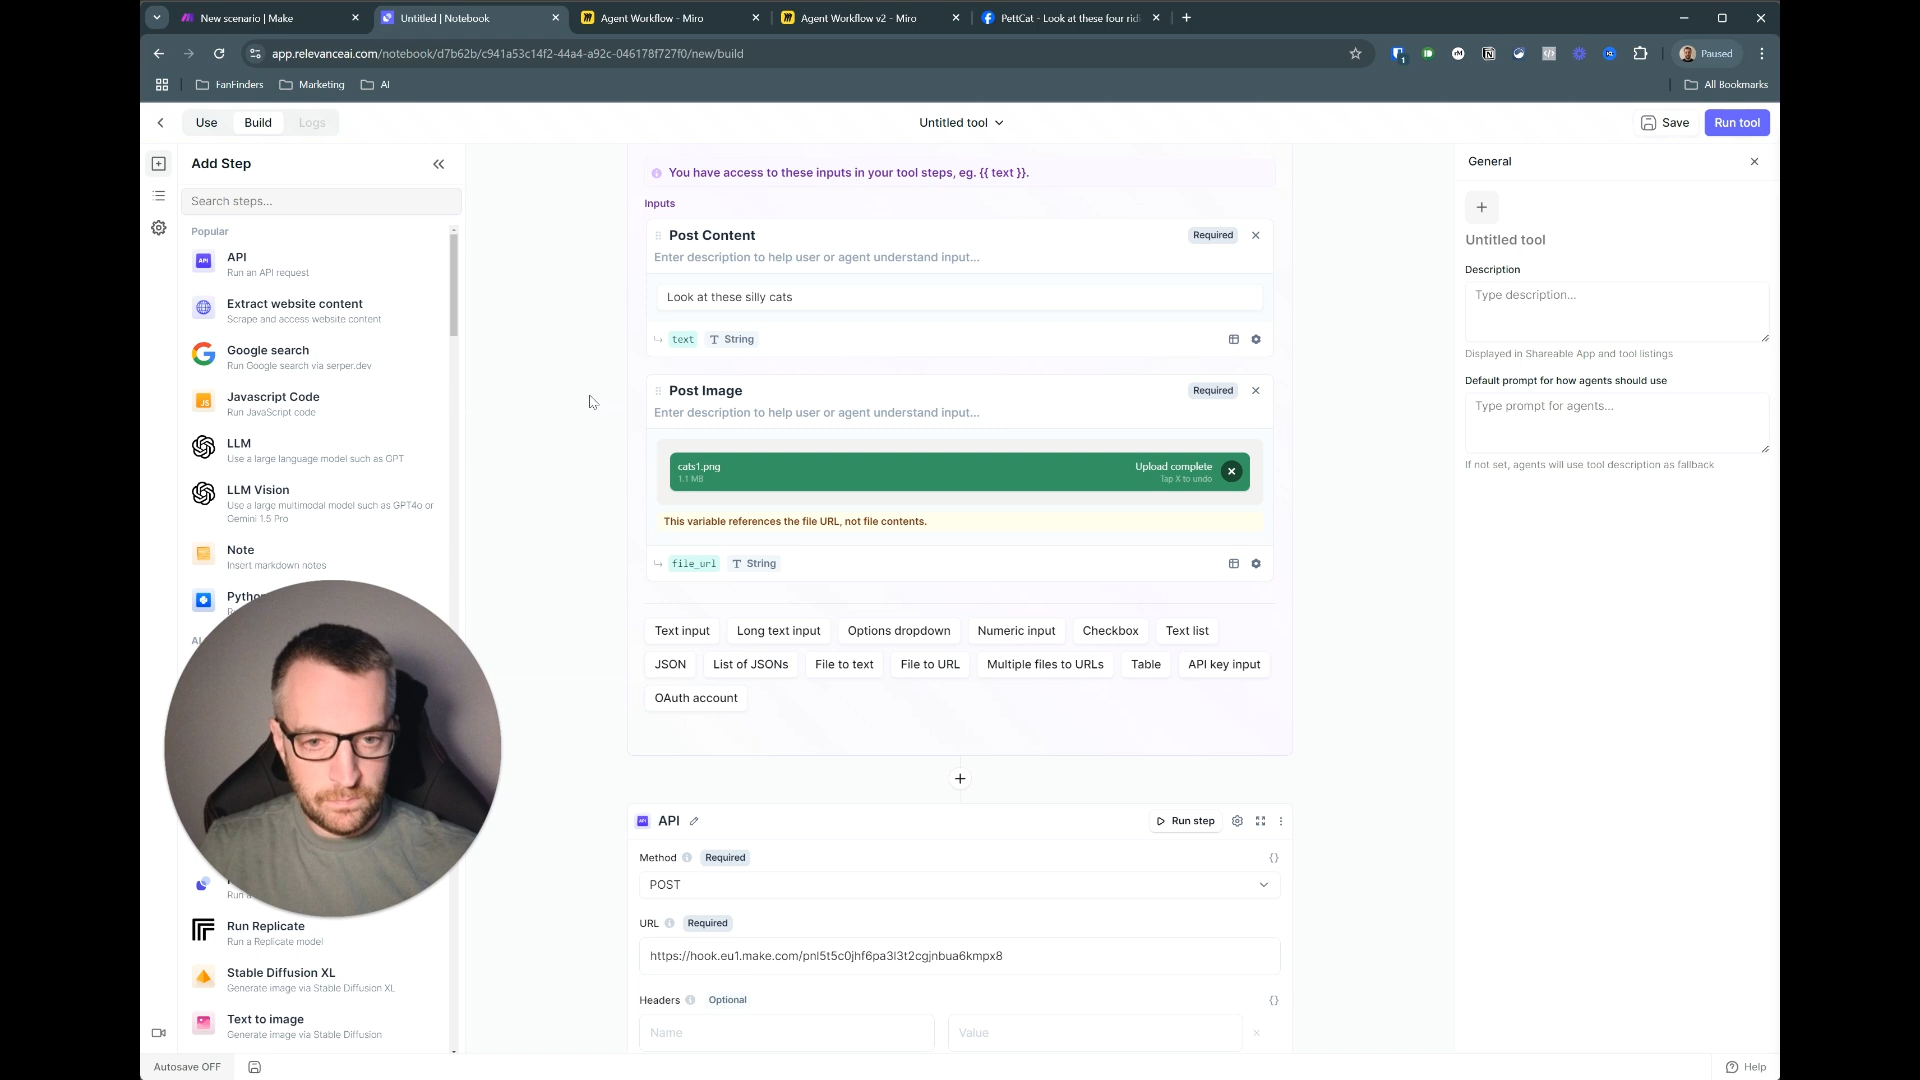 New scenario | Make
Untitled | Notebook
Agent Workflow - Miro
Agent Workflow v2 - Miro
PettCat - Look at these four rid
app.relevanceai.com/notebook/d7b62b/c941a53c14f2-44a4-a92c-046178f727f0/new/build
Paused
FanFinders
Marketing
AI
All Bookmarks
Use
Build
Logs
Untitled tool
Save
Run tool
Add Step
Search steps...
Popular
API
Run an API request
Extract website content
Scrape and access website content
Google search
Run Google search via serper.dev
Javascript Code
Run JavaScript code
LLM
Use a large language model such as GPT
LLM Vision
Use a large multimodal model such as GPT4o or
Gemini 1.5 Pro
Note
Insert markdown notes
Run Replicate
Run a Replicate model
Stable Diffusion XL
Generate image via Stable Diffusion XL
Text to image
Generate image via Stable Diffusion
Autosave OFF
You have access to these inputs in your tool steps, eg. {{ text }}.
Inputs
Post Content
Required
Enter description to help user or agent understand input...
Look at these silly cats
text
String
Post Image
Required
Enter description to help user or agent understand input...
cats1.png
1.1 MB
Upload complete
Tap X to undo
This variable references the file URL, not file contents.
file_url
String
Text input
Long text input
Options dropdown
Numeric input
Checkbox
Text list
JSON
List of JSONs
File to text
File to URL
Multiple files to URLs
Table
API key input
OAuth account
API
Run step
Method
Required
POST
URL
Required
https://hook.eu1.make.com/pnl5t5c0jhf6pa3l3t2cgjnbua6kmpx8
Headers
Optional
Name
Value
General
Untitled tool
Description
Type description...
Displayed in Shareable App and tool listings
Default prompt for how agents should use
Type prompt for agents...
If not set, agents will use tool description as fallback
Help